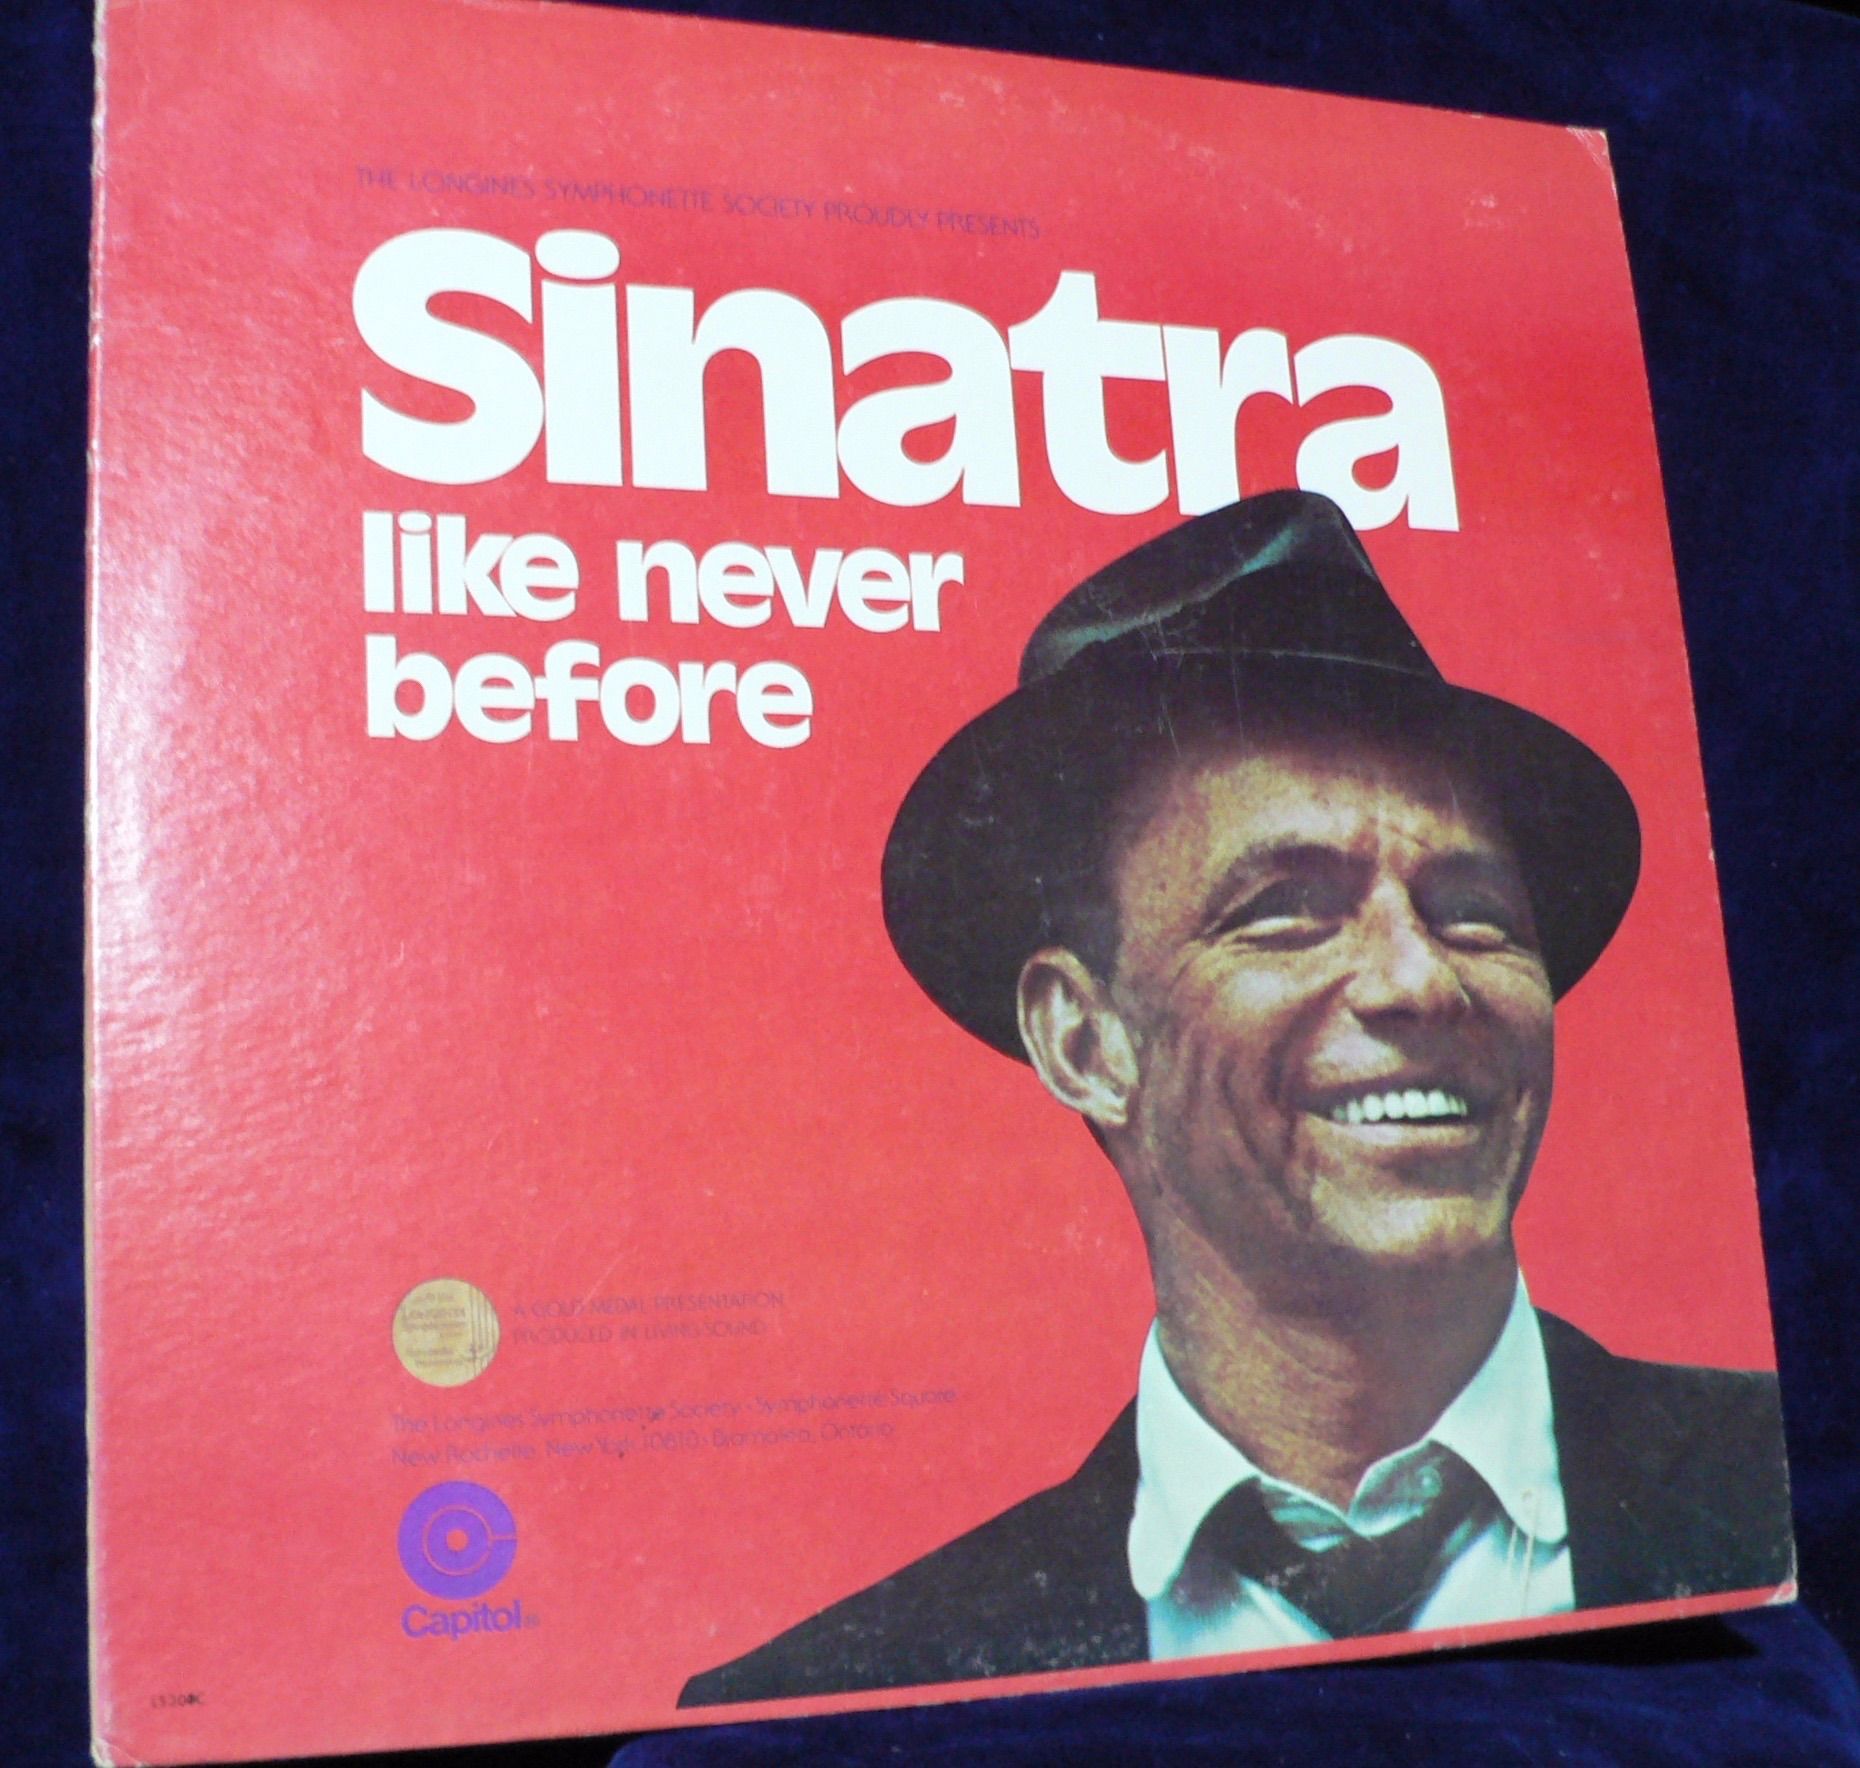 THE LONGINES SYMPHONETTE SOCIETY PROUDLY PRESENTS
Sinatra
like never
before
A GOLD MEDAL PRESENTATION
PRODUCED IN LIVING SOUND
The Longines Symphonette Society · Symphonette Square
New Rochelle, New York 10810 · Bramalea, Ontario
Capitol